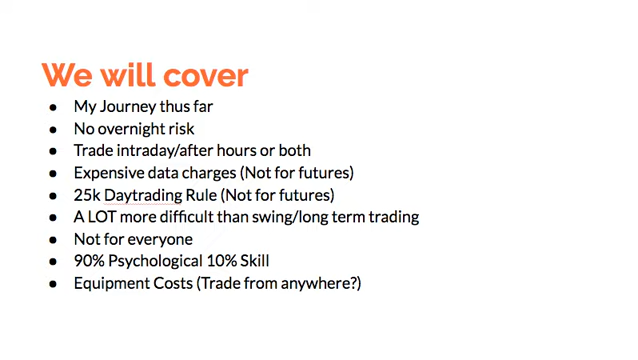 We will cover
● My Journey thus far
● No overnight risk
● Trade intraday/after hours or both
● Expensive data charges (Not for futures)
● 25k Daytrading Rule (Not for futures)
● A LOT more difficult than swing/long term trading
● Not for everyone
● 90% Psychological 10% Skill
● Equipment Costs (Trade from anywhere?)